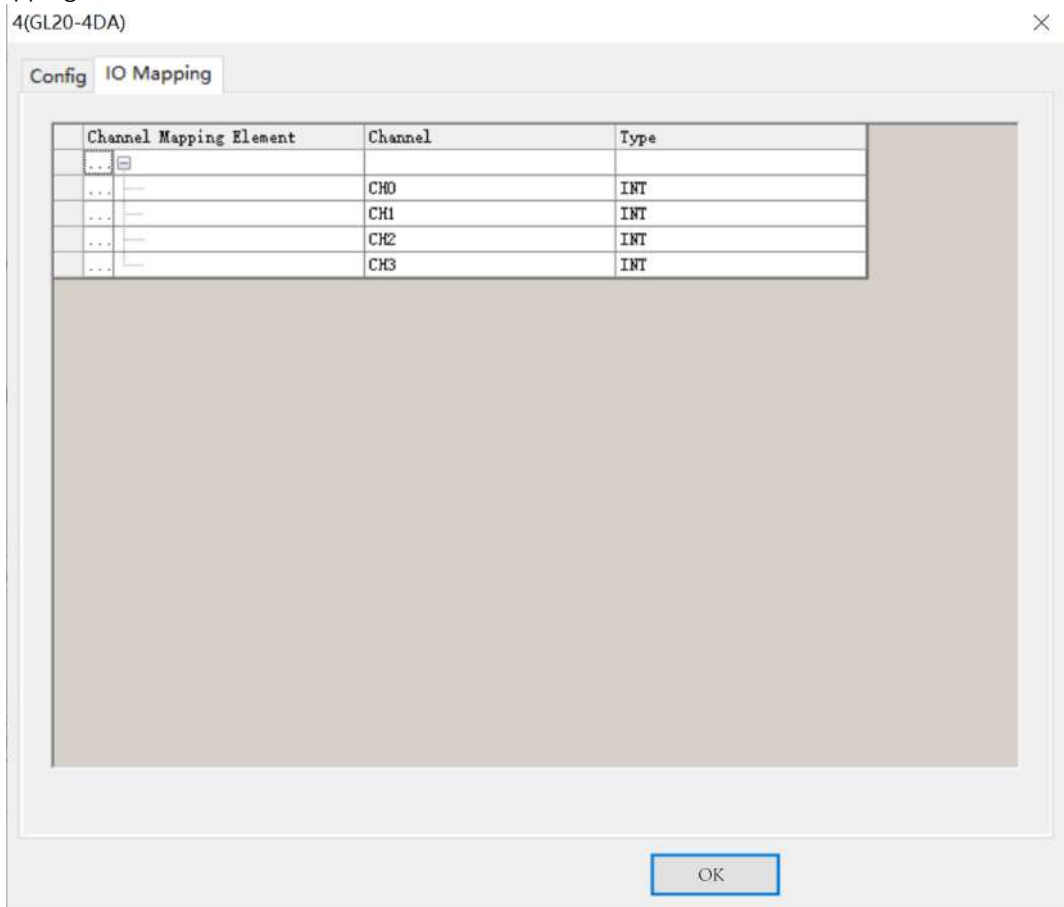 4(GL20-4DA)
Config IO Mapping
Channel Mapping Element Channel Type
...
... CH0 INT
... CH1 INT
... CH2 INT
... CH3 INT
OK